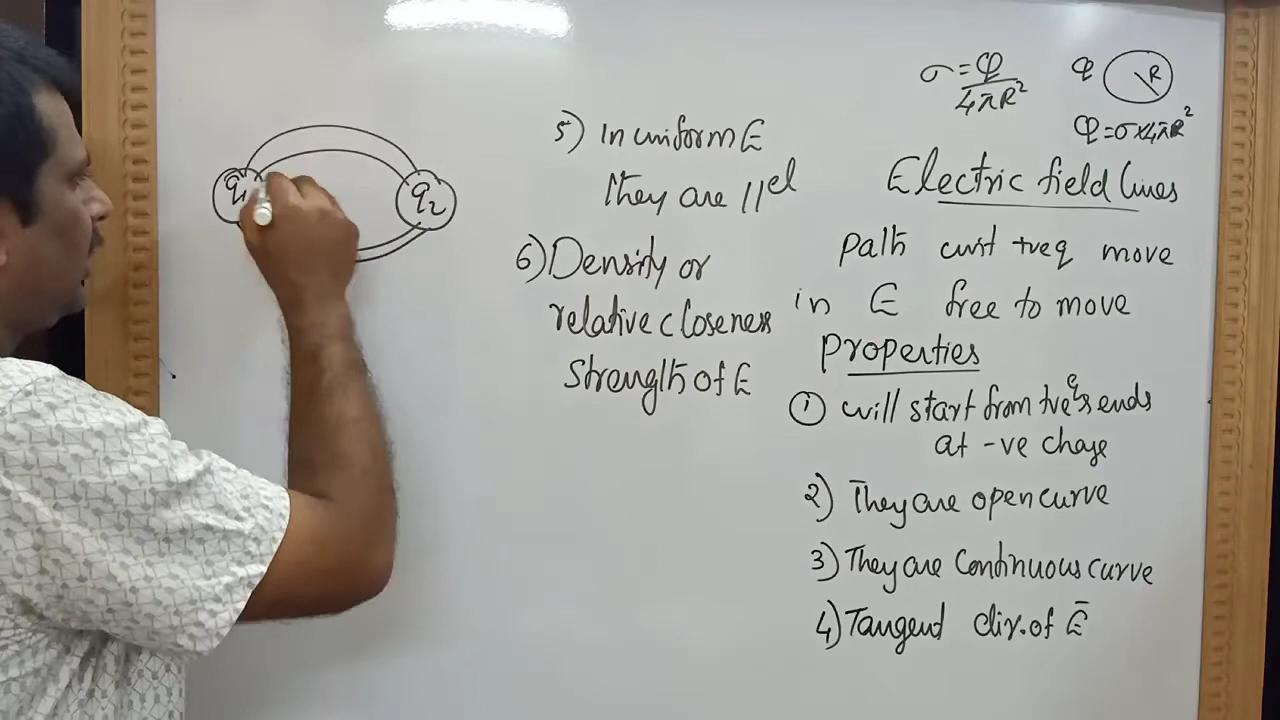 σ = φ / 4πR²
q R
φ = σ×4πR²
Electric field lines
path unit +ve q move
in E free to move
Properties
① will start from +ve q & ends
at -ve charge
2) They are open curve
3) They are continuous curve
4) Tangent dir. of E̅
5) In uniform E
They are ||el
6) Density or
relative closeness
strength of E
q₁ q₂